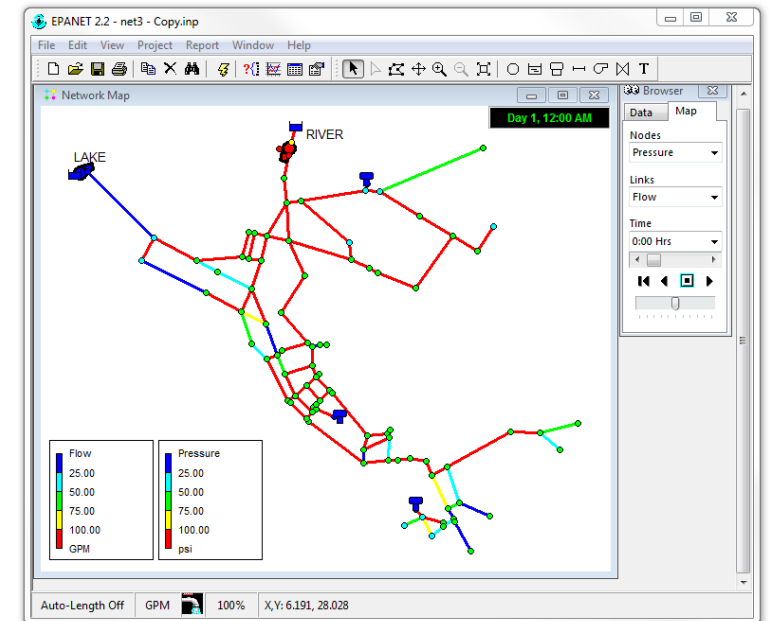 EPANET 2.2 - net3 - Copy.inp
File Edit View Project Report Window Help
T
Network Map
Day 1, 12:00 AM
RIVER
LAKE
Browser
Data Map
Nodes
Pressure
Links
Flow
Time
0:00 Hrs
Flow
25.00
50.00
75.00
100.00
GPM
Pressure
25.00
50.00
75.00
100.00
psi
Auto-Length Off GPM 100% X,Y: 6.191, 28.028